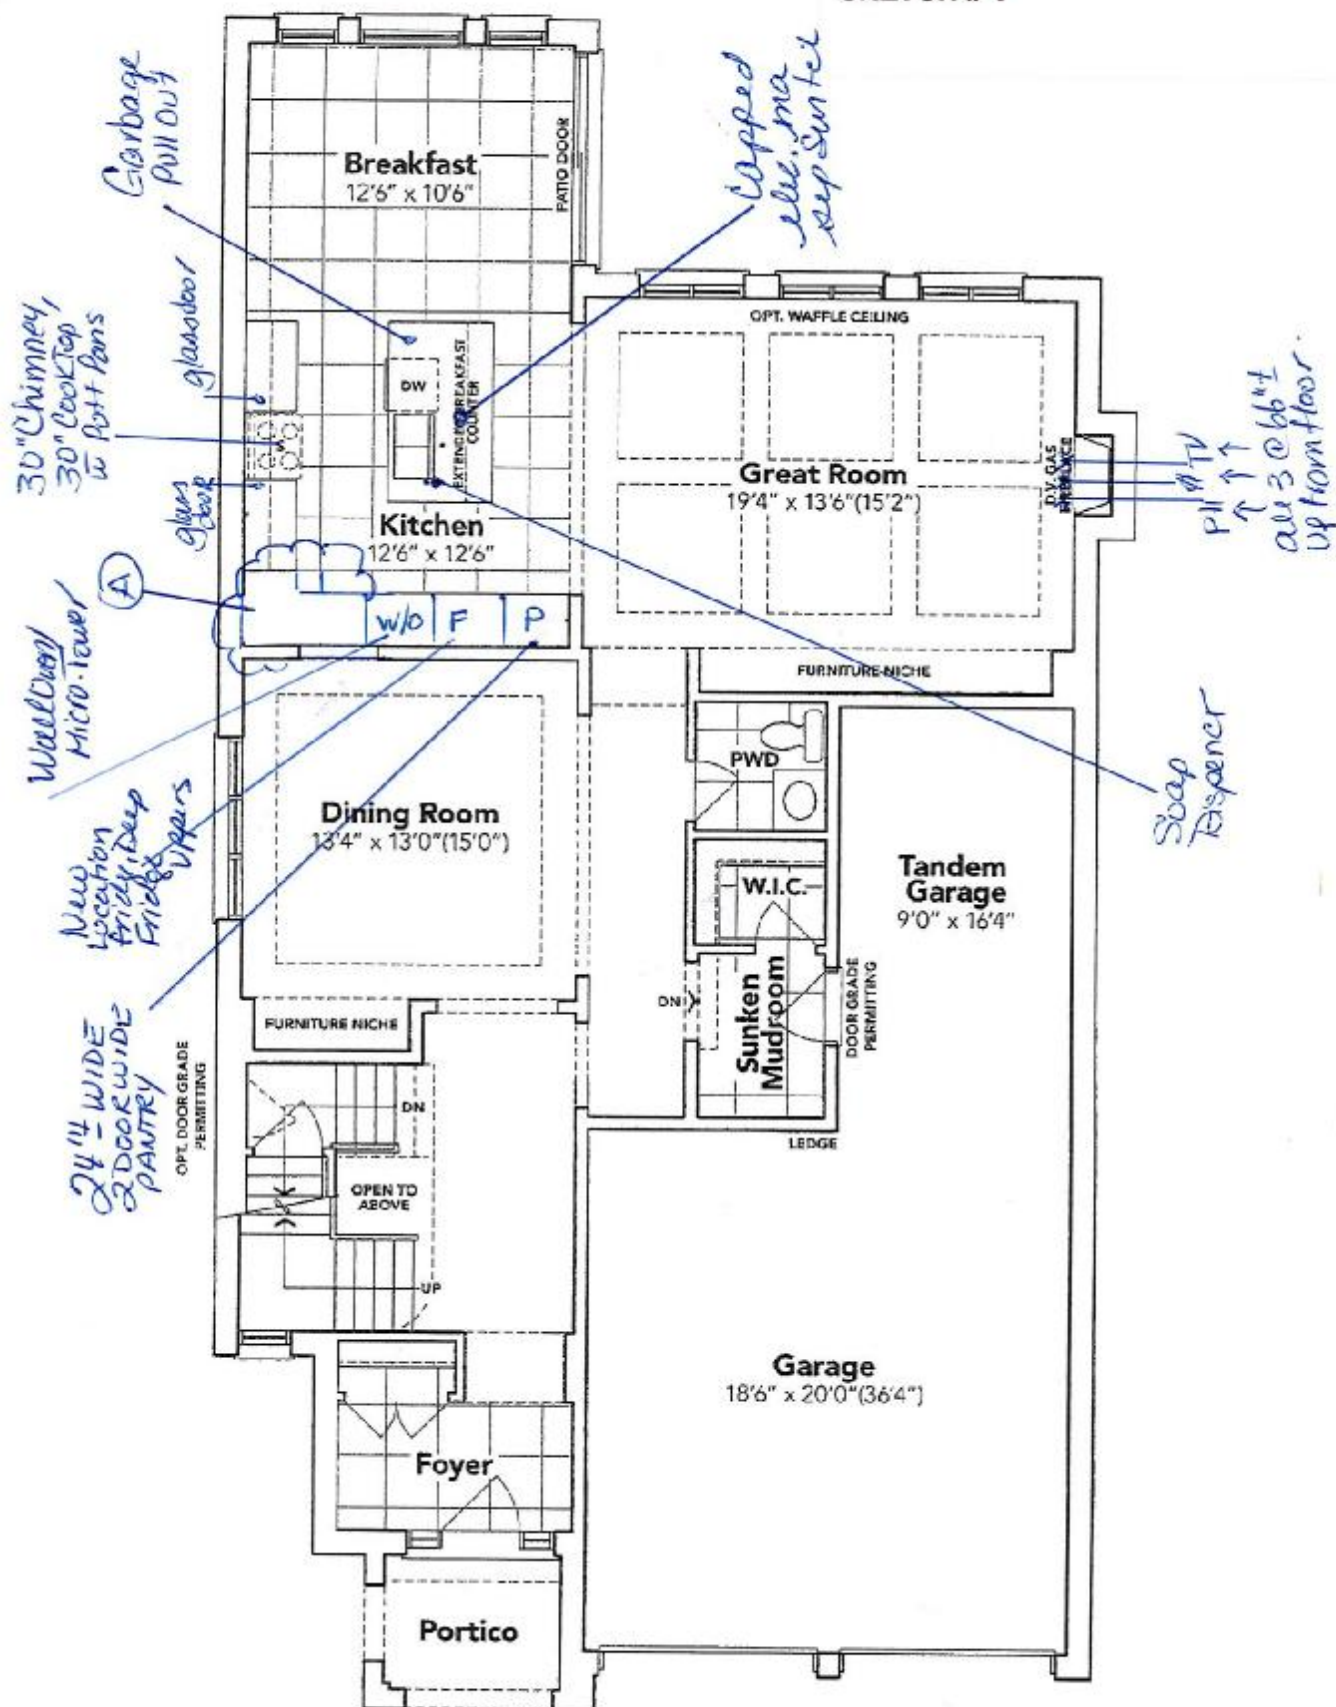 Garbage
Pull Out
Capped
elec. ma
sep switch
30" Chimney,
30" CookTop,
w Pot + Pans
glassdoor
glass
door
Breakfast
12'6" x 10'6"
PATIO DOOR
OPT. WAFFLE CEILING
DW
EXTENDED BREAKFAST
COUNTER
Great Room
19'4" x 13'6"(15'2")
D.V. GAS
FIREPLACE
PII
TV
all 3 @ 66"±
up from floor.
Kitchen
12'6" x 12'6"
A
W/O
F
P
Wall Oven/
Micro. Tower
FURNITURE NICHE
PWD
Soap
Dispencr
Dining Room
13'4" x 13'0"(15'0")
New
Location
Fridge, Deep
Fridge
Uppers
W.I.C.
Tandem
Garage
9'0" x 16'4"
24"± WIDE
2 DOOR WIDE
PANTRY
FURNITURE NICHE
DN
Sunken
Mudroom
DOOR GRADE
PERMITTING
OPT. DOOR GRADE
PERMITTING
DN
LEDGE
OPEN TO
ABOVE
UP
Garage
18'6" x 20'0"(36'4")
Foyer
Portico